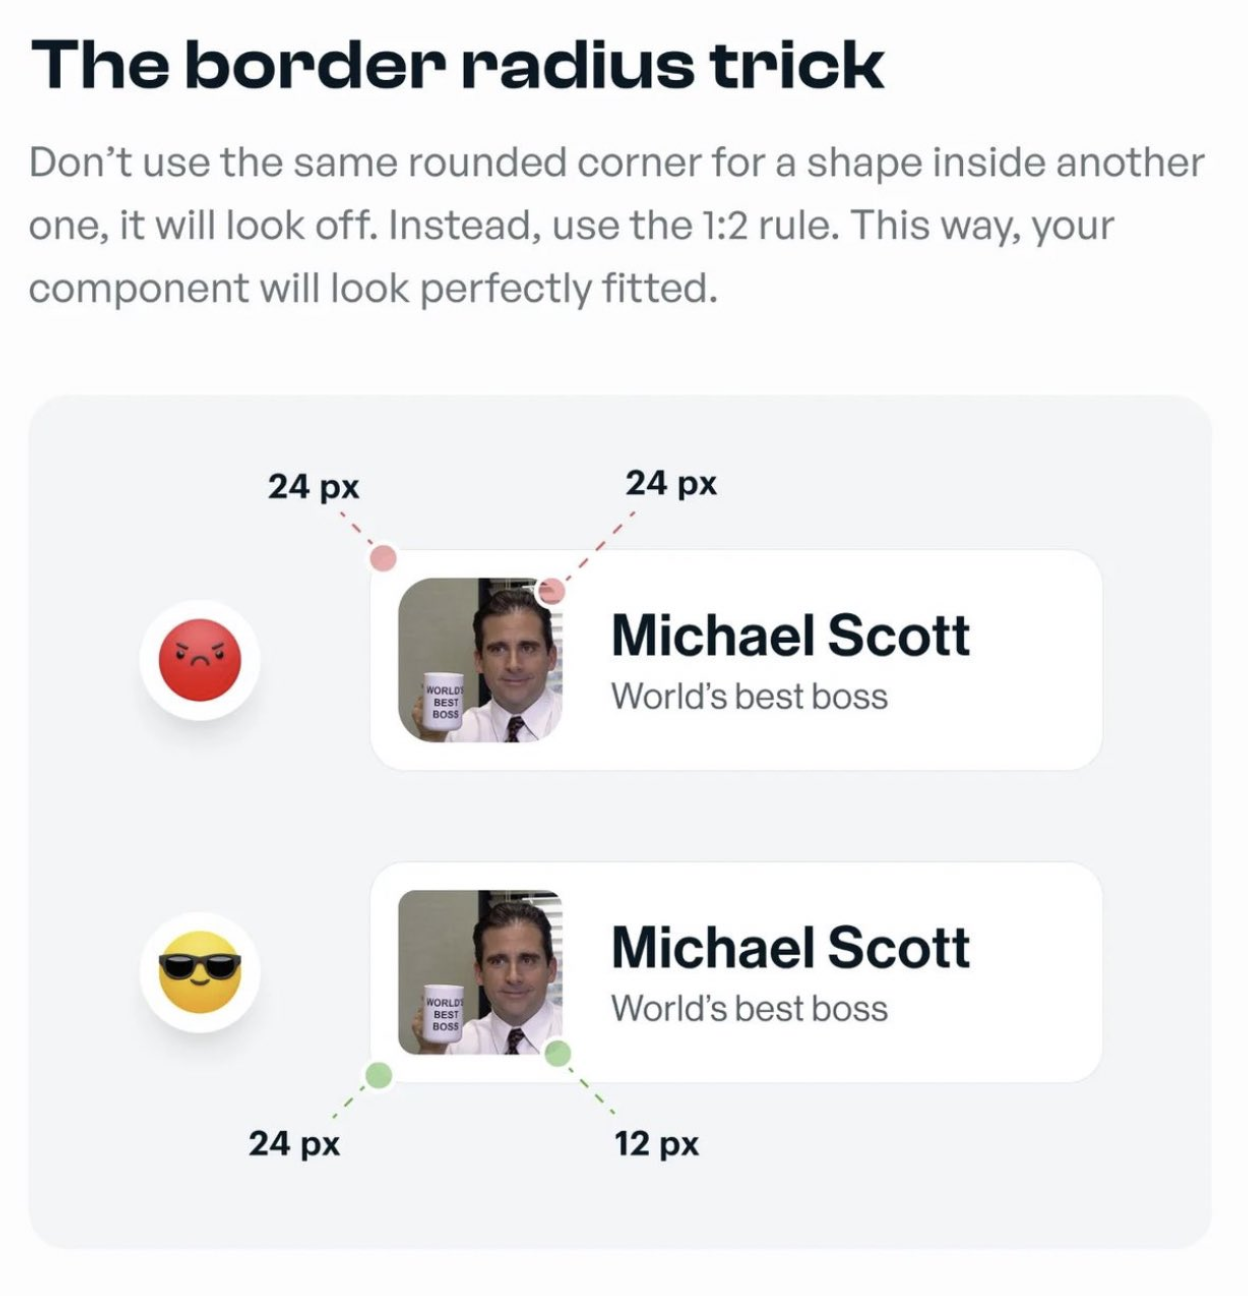 The border radius trick
Don’t use the same rounded corner for a shape inside another
one, it will look off. Instead, use the 1:2 rule. This way, your
component will look perfectly fitted.
24 px
24 px
WORLD'S
BEST
BOSS
Michael Scott
World’s best boss
WORLD'S
BEST
BOSS
Michael Scott
World’s best boss
24 px
12 px